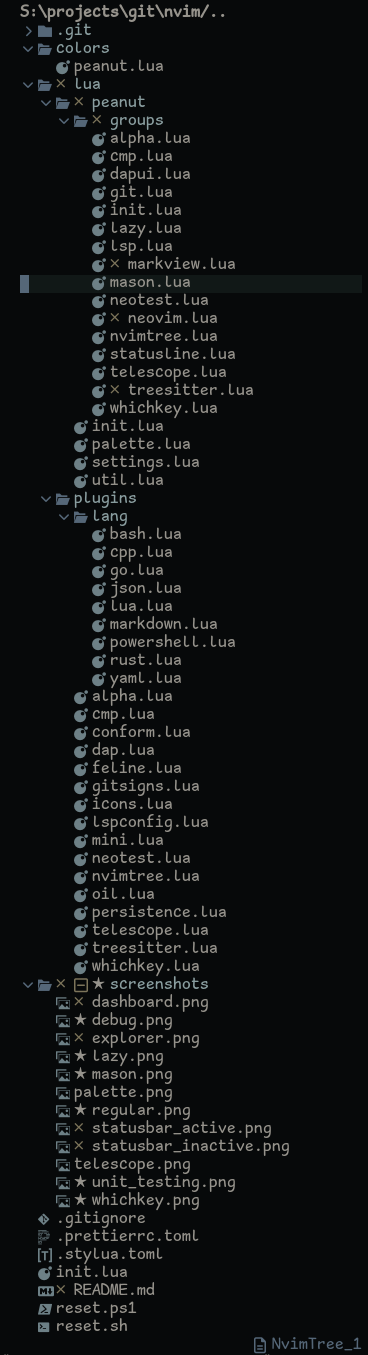 S:\projects\git\nvim/..
.git
colors
peanut.lua
lua
peanut
groups
alpha.lua
cmp.lua
dapui.lua
git.lua
init.lua
lazy.lua
lsp.lua
markview.lua
mason.lua
neotest.lua
neovim.lua
nvimtree.lua
statusline.lua
telescope.lua
treesitter.lua
whichkey.lua
init.lua
palette.lua
settings.lua
util.lua
plugins
lang
bash.lua
cpp.lua
go.lua
json.lua
lua.lua
markdown.lua
powershell.lua
rust.lua
yaml.lua
alpha.lua
cmp.lua
conform.lua
dap.lua
feline.lua
gitsigns.lua
icons.lua
lspconfig.lua
mini.lua
neotest.lua
nvimtree.lua
oil.lua
persistence.lua
telescope.lua
treesitter.lua
whichkey.lua
screenshots
dashboard.png
debug.png
explorer.png
lazy.png
mason.png
palette.png
regular.png
statusbar_active.png
statusbar_inactive.png
telescope.png
unit_testing.png
whichkey.png
.gitignore
.prettierrc.toml
.stylua.toml
init.lua
README.md
reset.ps1
reset.sh
NvimTree_1